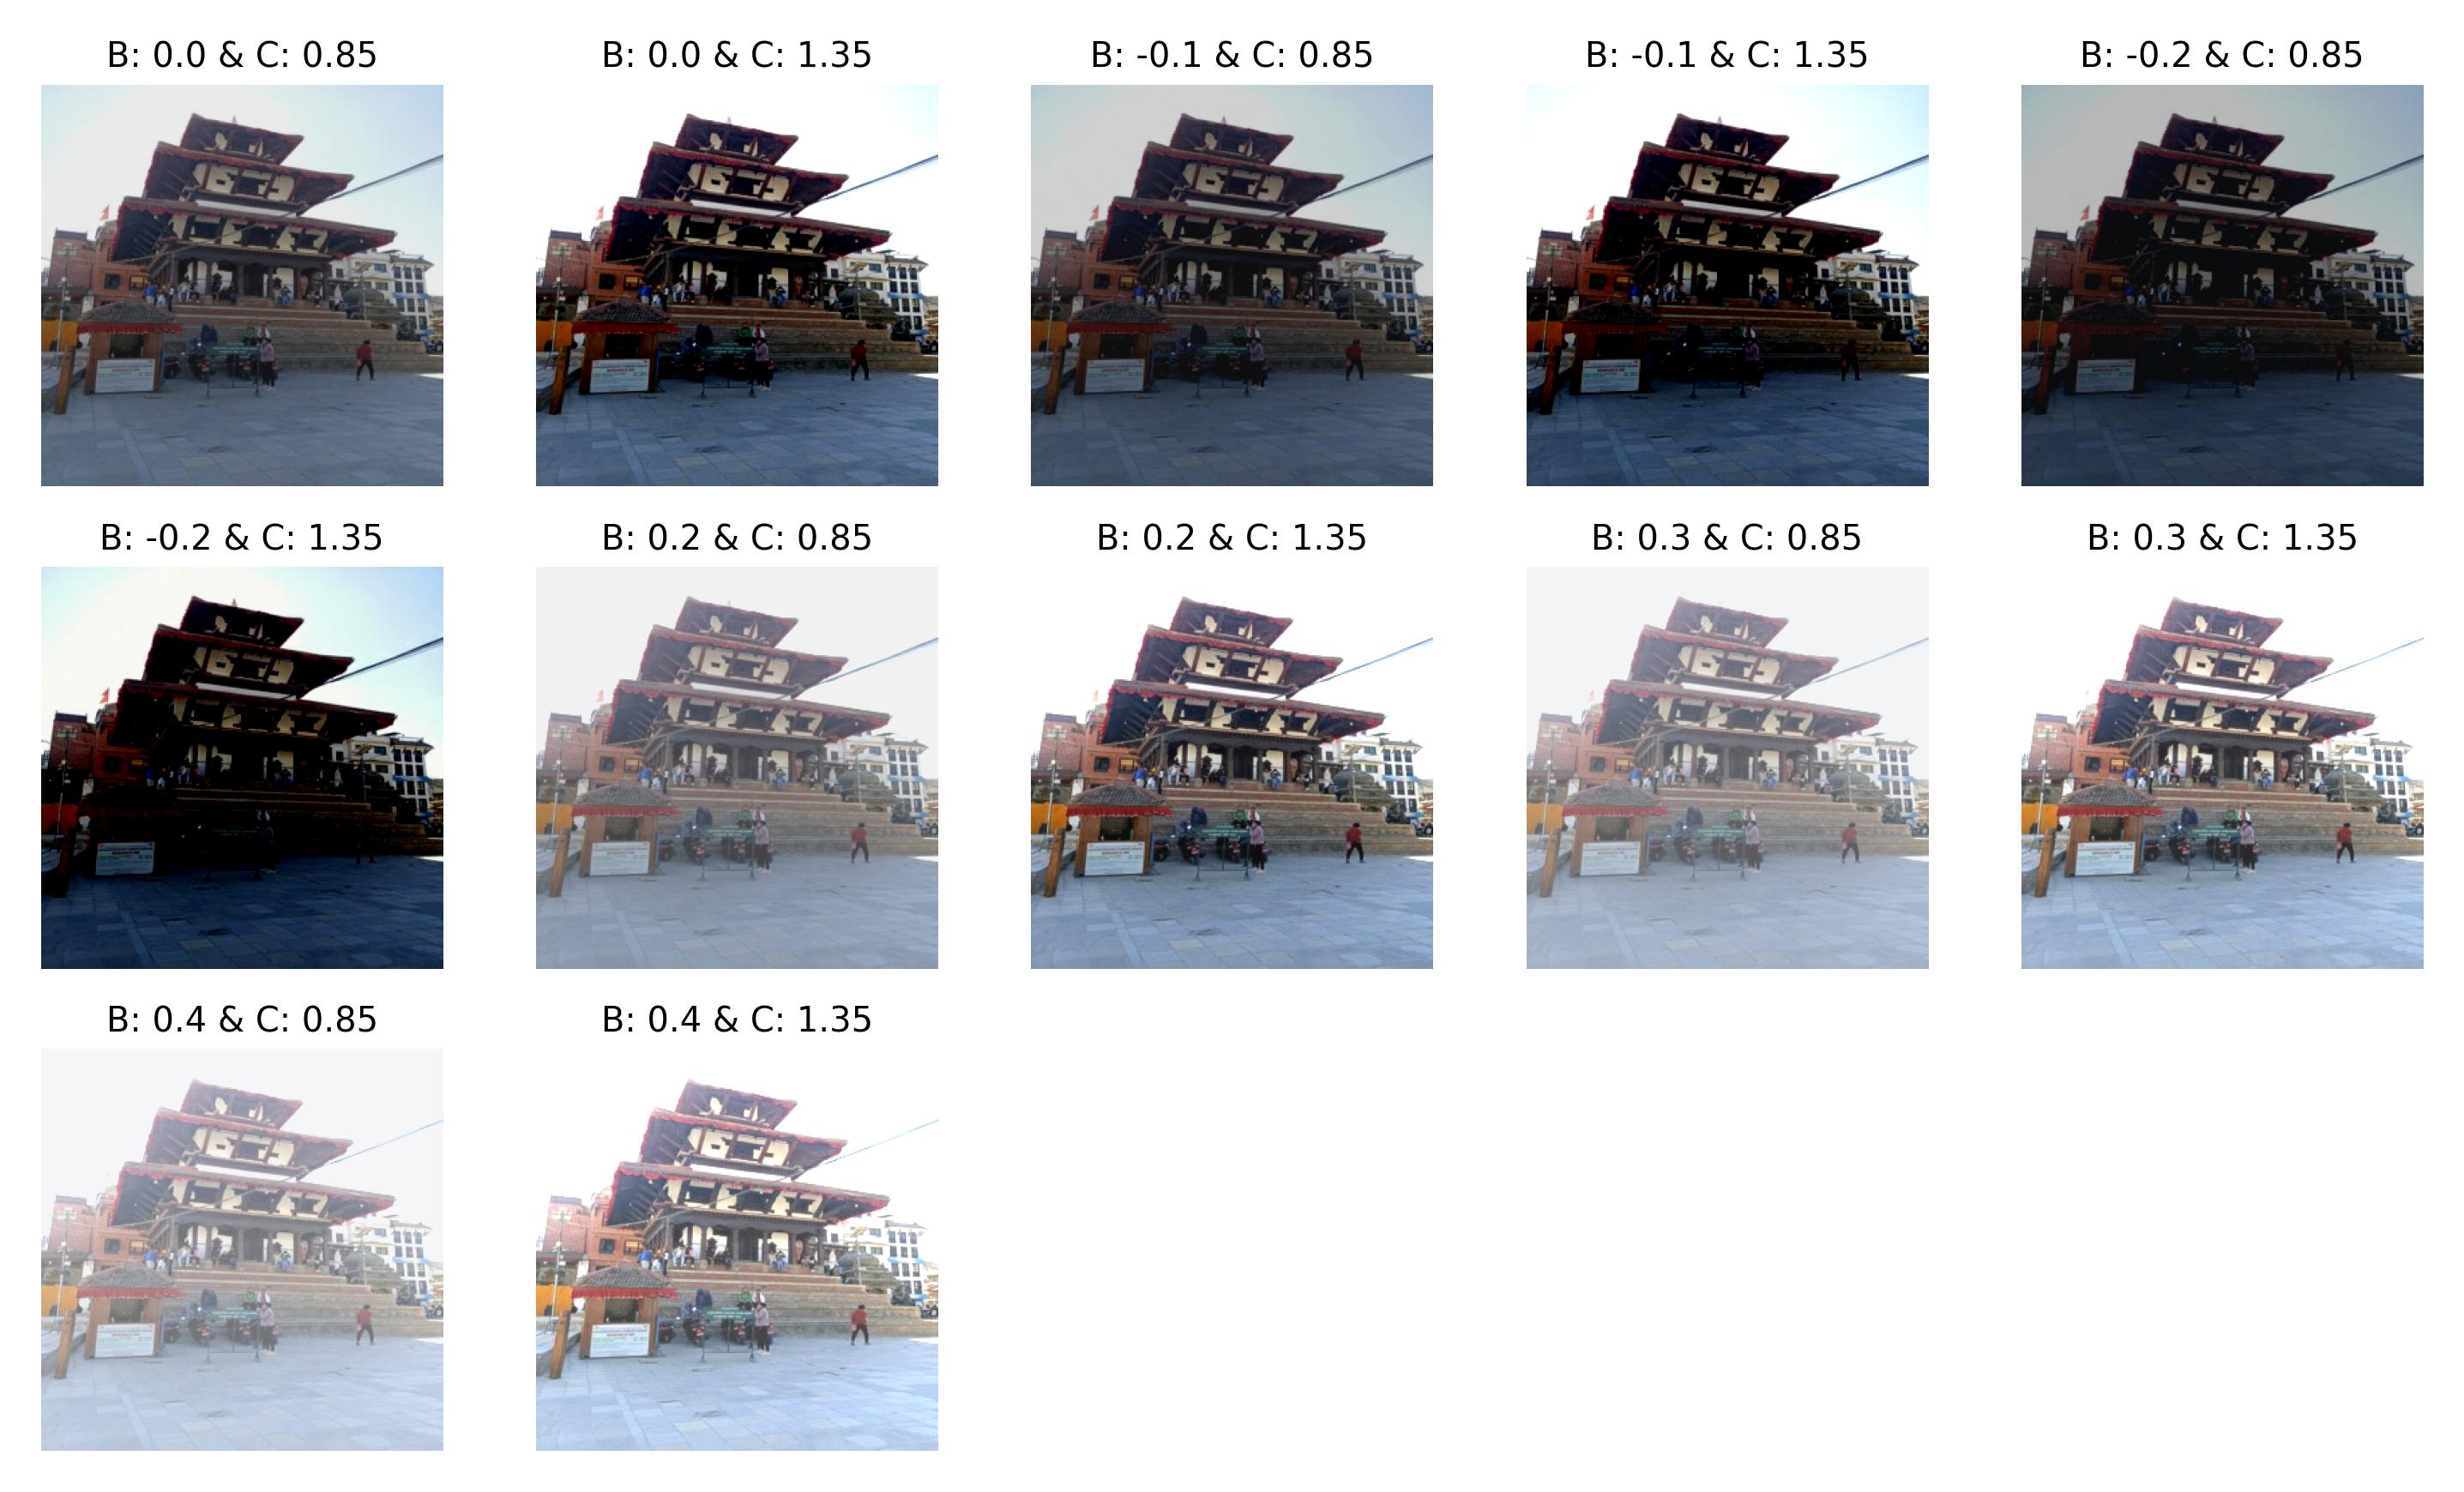 B: 0.0 & C: 0.85
B: 0.0 & C: 1.35
B: -0.1 & C: 0.85
B: -0.1 & C: 1.35
B: -0.2 & C: 0.85
B: -0.2 & C: 1.35
B: 0.2 & C: 0.85
B: 0.2 & C: 1.35
B: 0.3 & C: 0.85
B: 0.3 & C: 1.35
B: 0.4 & C: 0.85
B: 0.4 & C: 1.35